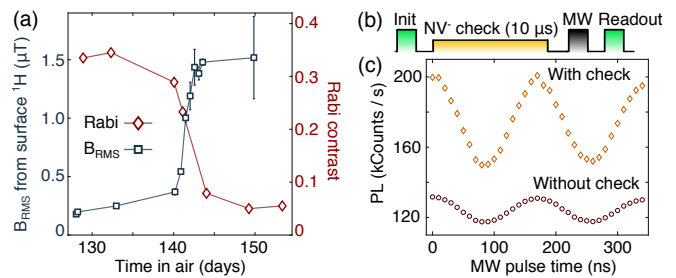 (a)
B_RMS from surface ¹H (μT)
1.5
1.0
0.5
0
Rabi
B_RMS
0.4
0.3
0.2
0.1
0.0
Rabi contrast
130
140
150
Time in air (days)
(b)
Init
NV⁻ check (10 μs)
MW
Readout
(c)
PL (kCounts / s)
200
160
120
With check
Without check
0
100
200
300
MW pulse time (ns)